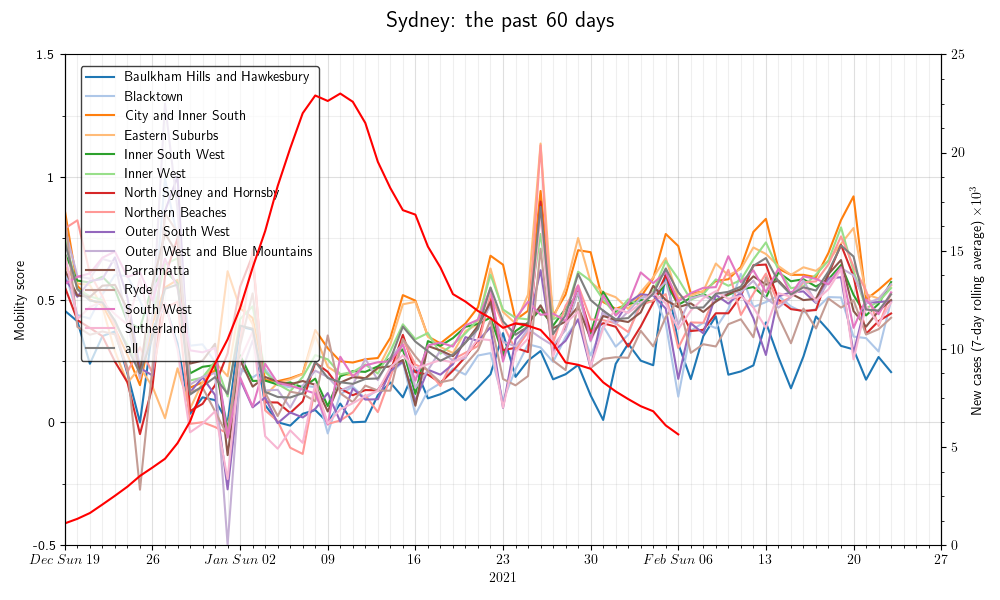 Sydney: the past 60 days
1.5
1
0.5
0
-0.5
Mobility score
Baulkham Hills and Hawkesbury
Blacktown
City and Inner South
Eastern Suburbs
Inner South West
Inner West
North Sydney and Hornsby
Northern Beaches
Outer South West
Outer West and Blue Mountains
Parramatta
Ryde
South West
Sutherland
all
25
20
15
10
5
0
New cases (7-day rolling average) ×10³
Dec Sun 19 26 Jan Sun 02 09 16 23 30 Feb Sun 06 13 20 27
2021